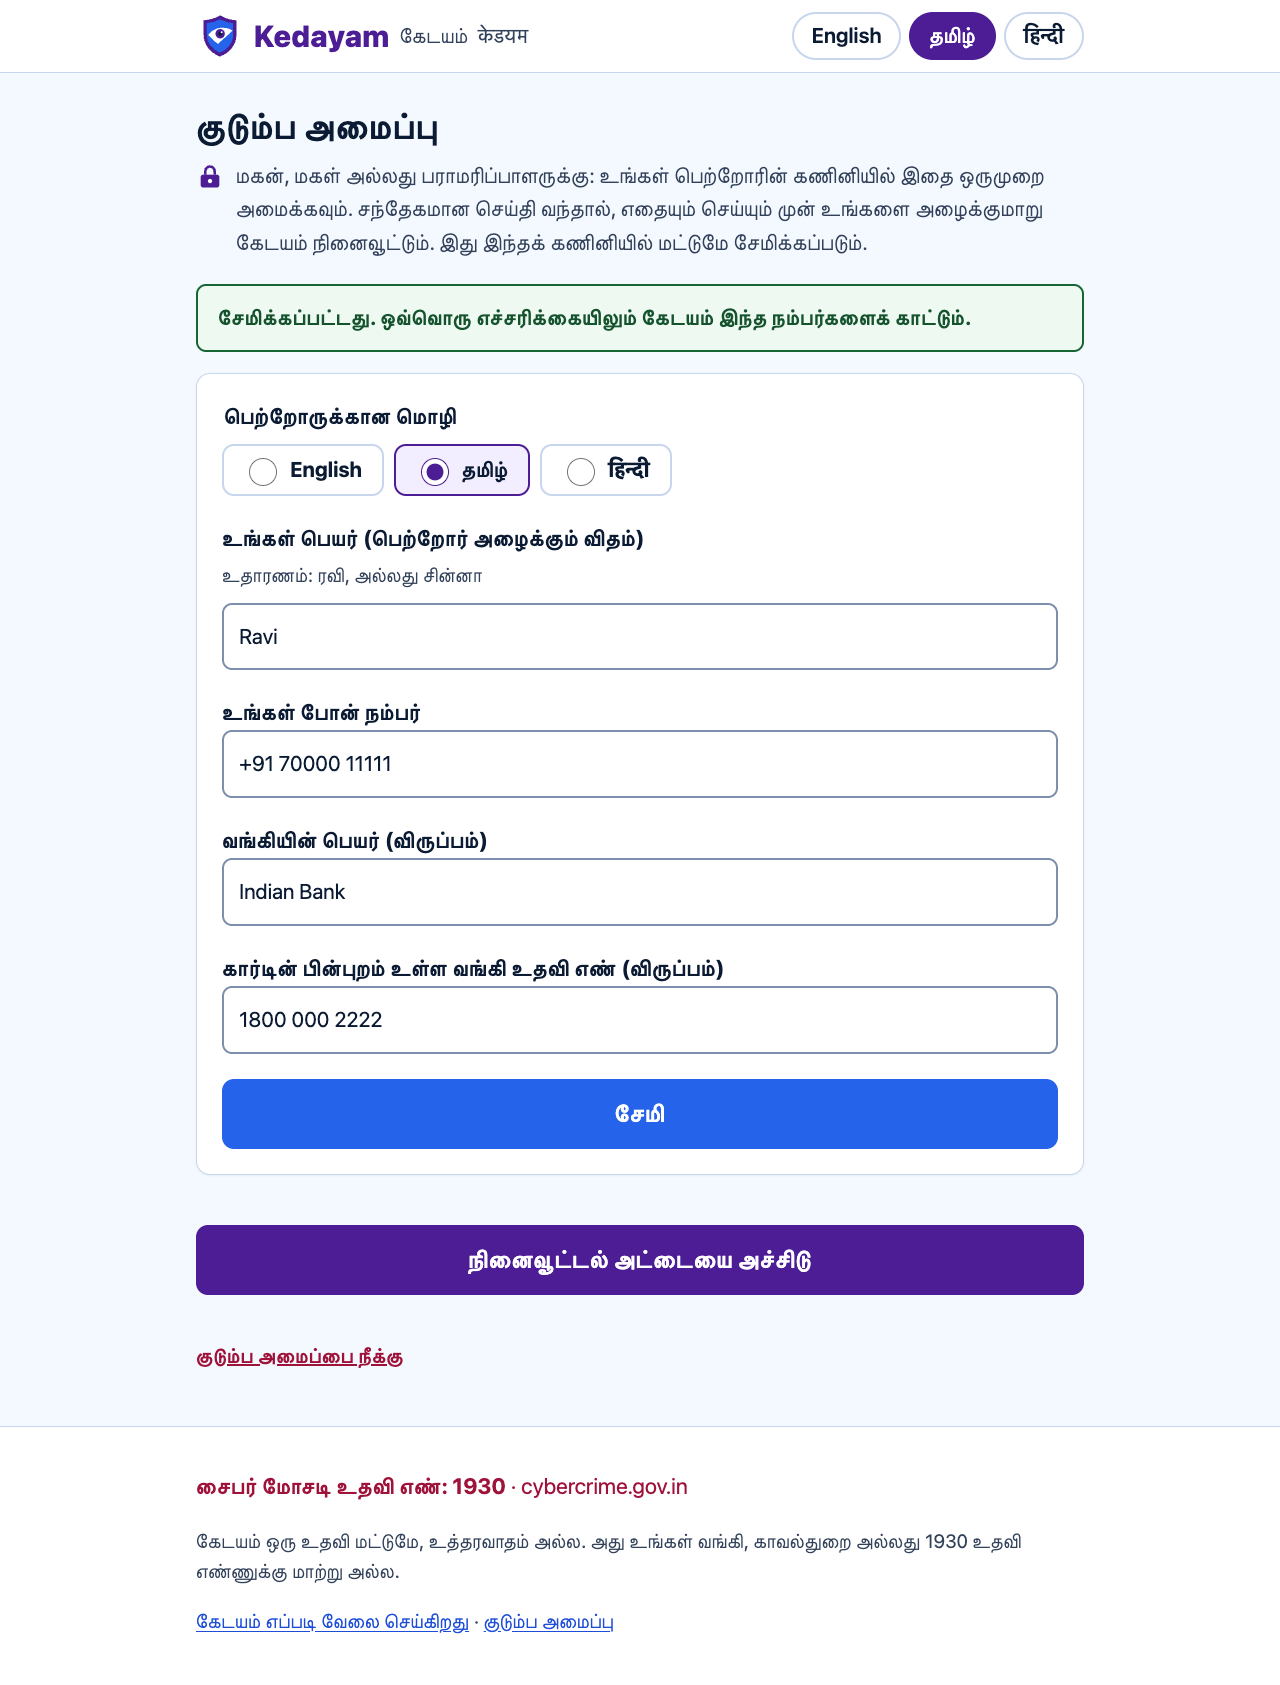 Kedayam கேடயம் केडयम
English தமிழ் हिन्दी
குடும்ப அமைப்பு
மகன், மகள் அல்லது பராமரிப்பாளருக்கு: உங்கள் பெற்றோரின் கணினியில் இதை ஒருமுறை
அமைக்கவும். சந்தேகமான செய்தி வந்தால், எதையும் செய்யும் முன் உங்களை அழைக்குமாறு
கேடயம் நினைவூட்டும். இது இந்தக் கணினியில் மட்டுமே சேமிக்கப்படும்.
சேமிக்கப்பட்டது. ஒவ்வொரு எச்சரிக்கையிலும் கேடயம் இந்த நம்பர்களைக் காட்டும்.
பெற்றோருக்கான மொழி
English தமிழ் हिन्दी
உங்கள் பெயர் (பெற்றோர் அழைக்கும் விதம்)
உதாரணம்: ரவி, அல்லது சின்னா
Ravi
உங்கள் போன் நம்பர்
+91 70000 11111
வங்கியின் பெயர் (விருப்பம்)
Indian Bank
கார்டின் பின்புறம் உள்ள வங்கி உதவி எண் (விருப்பம்)
1800 000 2222
சேமி
நினைவூட்டல் அட்டையை அச்சிடு
குடும்ப அமைப்பை நீக்கு
சைபர் மோசடி உதவி எண்: 1930 · cybercrime.gov.in
கேடயம் ஒரு உதவி மட்டுமே, உத்தரவாதம் அல்ல. அது உங்கள் வங்கி, காவல்துறை அல்லது 1930 உதவி
எண்ணுக்கு மாற்று அல்ல.
கேடயம் எப்படி வேலை செய்கிறது · குடும்ப அமைப்பு